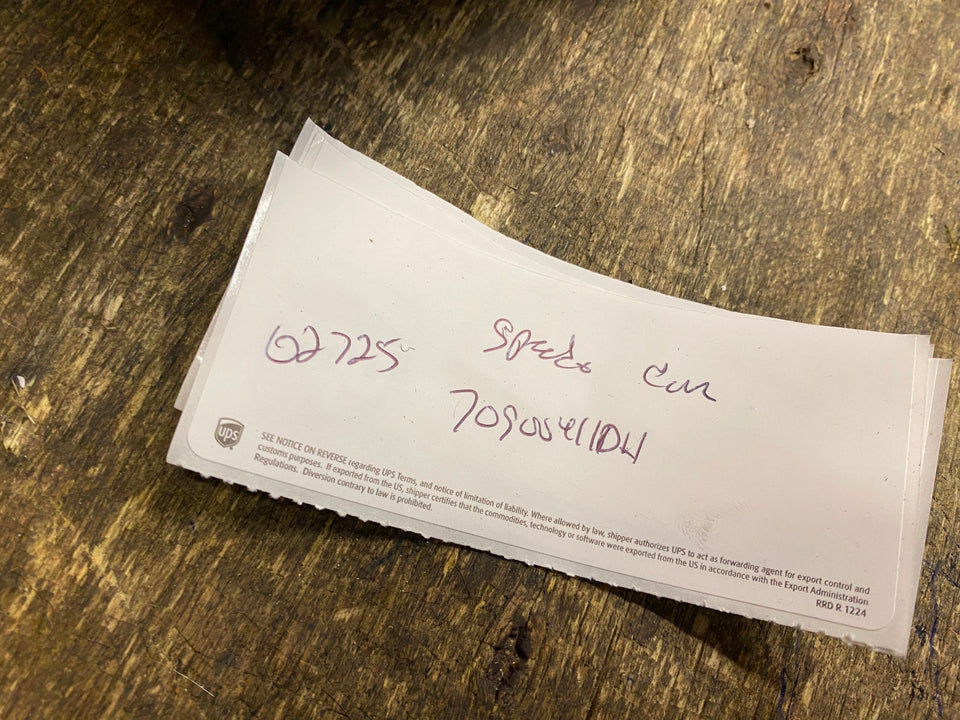 62725 Speedo Cun
709004110H
ups
SEE NOTICE ON REVERSE regarding UPS Terms, and notice of limitation of liability. Where allowed by law, shipper authorizes UPS to act as forwarding agent for export control and
customs purposes. If exported from the US, shipper certifies that the commodities, technology or software were exported from the US in accordance with the Export Administration
Regulations. Diversion contrary to law is prohibited.
RRD R 1224